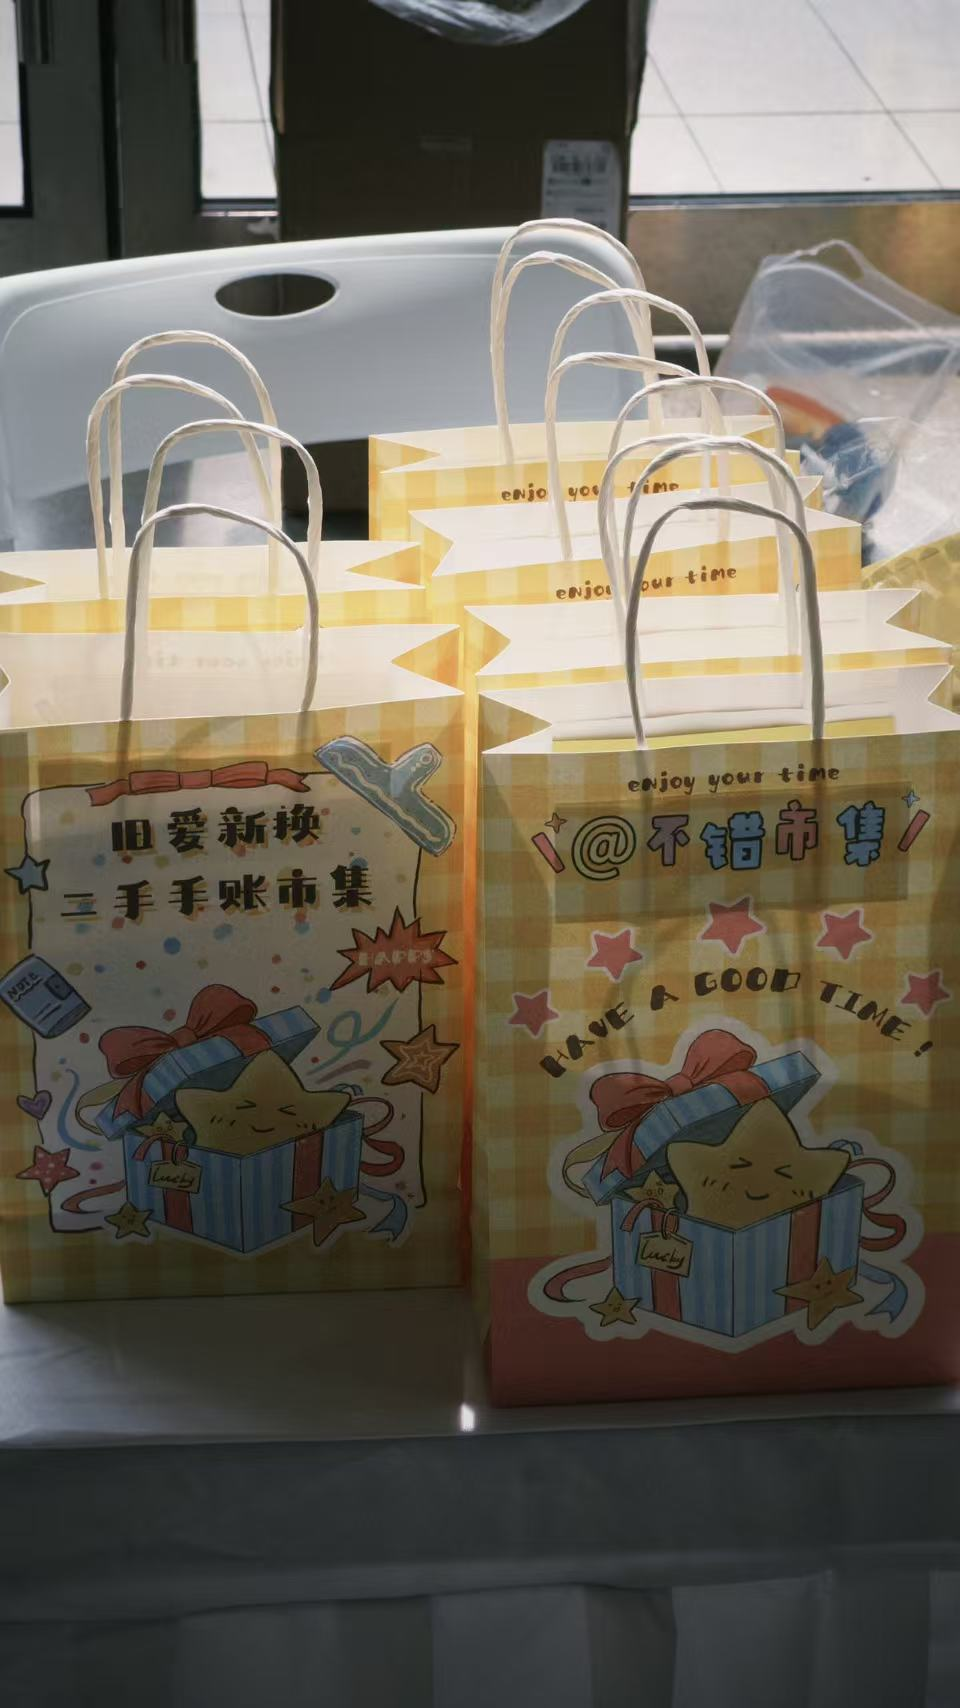 enjoy your time
enjoy your time
旧爱新换
二手手账市集
NOTE
HAPPY
Lucky
enjoy your time
@不错市集
HAVE A GOOD TIME!
Lucky